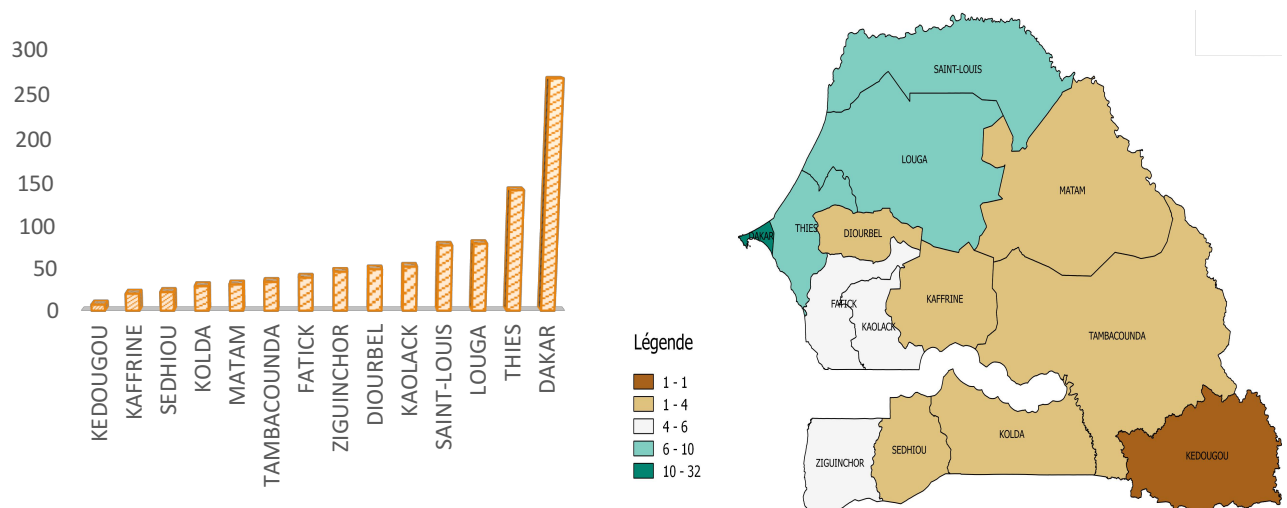 300
250
200
150
100
50
0
KEDOUGOU
KAFFRINE
SEDHIOU
KOLDA
MATAM
TAMBACOUNDA
FATICK
ZIGUINCHOR
DIOURBEL
KAOLACK
SAINT-LOUIS
LOUGA
THIES
DAKAR
SAINT-LOUIS
LOUGA
MATAM
THIES
DAKAR
DIOURBEL
FATICK
KAFFRINE
KAOLACK
TAMBACOUNDA
KOLDA
SEDHIOU
ZIGUINCHOR
KEDOUGOU
Légende
1 - 1
1 - 4
4 - 6
6 - 10
10 - 32